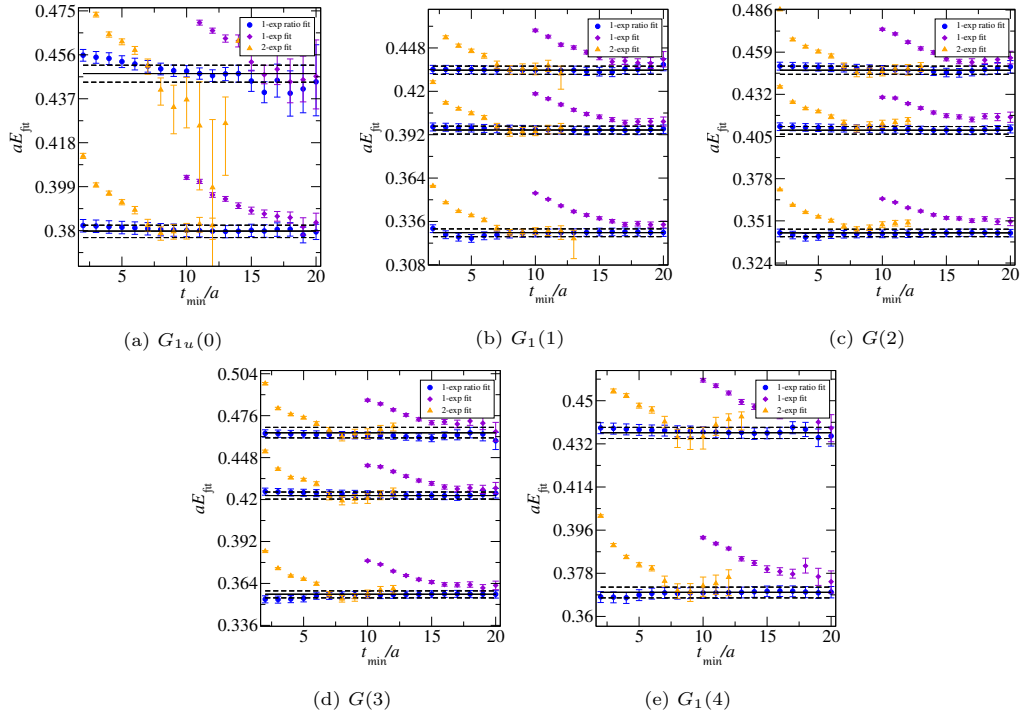 0.475
0.456
0.437
0.418
0.399
0.38
aE_fit
5
10
15
20
t_min/a
1-exp ratio fit
1-exp fit
2-exp fit
(a) G_{1u}(0)
0.448
0.42
0.392
0.364
0.336
0.308
aE_fit
5
10
15
20
t_min/a
1-exp ratio fit
1-exp fit
2-exp fit
(b) G_1(1)
0.486
0.459
0.432
0.405
0.378
0.351
0.324
aE_fit
5
10
15
20
t_min/a
1-exp ratio fit
1-exp fit
2-exp fit
(c) G(2)
0.504
0.476
0.448
0.42
0.392
0.364
0.336
aE_fit
5
10
15
20
t_min/a
1-exp ratio fit
1-exp fit
2-exp fit
(d) G(3)
0.45
0.432
0.414
0.396
0.378
0.36
aE_fit
5
10
15
20
t_min/a
1-exp ratio fit
1-exp fit
2-exp fit
(e) G_1(4)